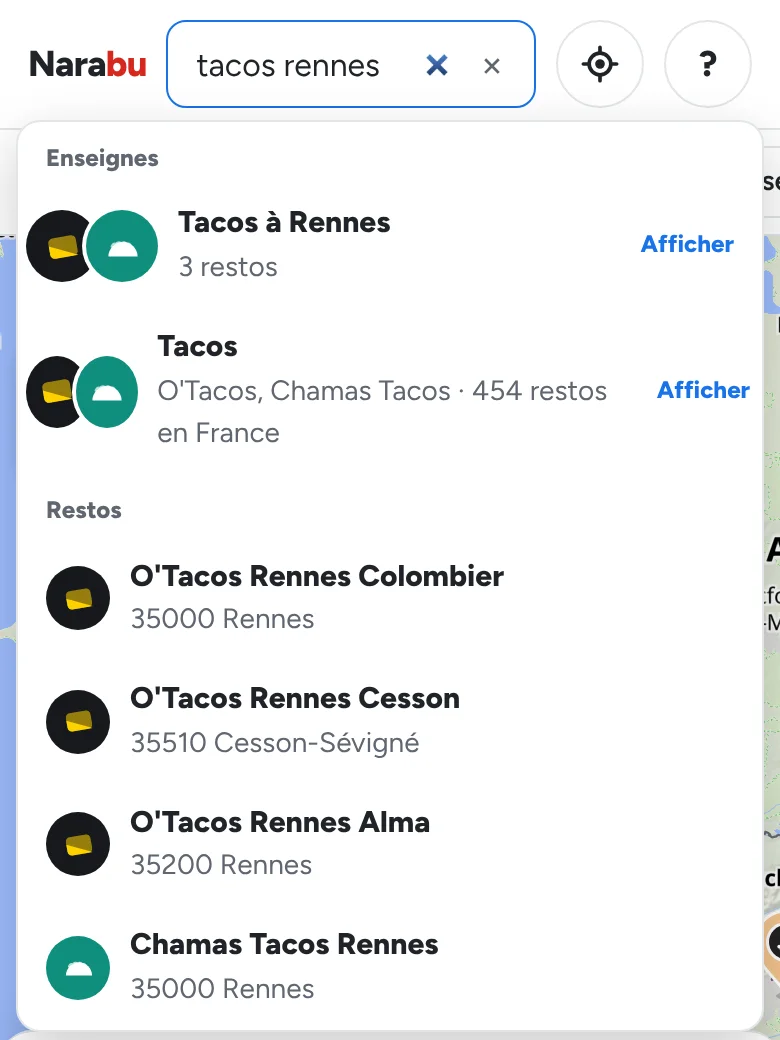 Narabu
tacos rennes
?
Enseignes
Tacos à Rennes
3 restos
Afficher
Tacos
O'Tacos, Chamas Tacos · 454 restos
en France
Afficher
Restos
O'Tacos Rennes Colombier
35000 Rennes
O'Tacos Rennes Cesson
35510 Cesson-Sévigné
O'Tacos Rennes Alma
35200 Rennes
Chamas Tacos Rennes
35000 Rennes